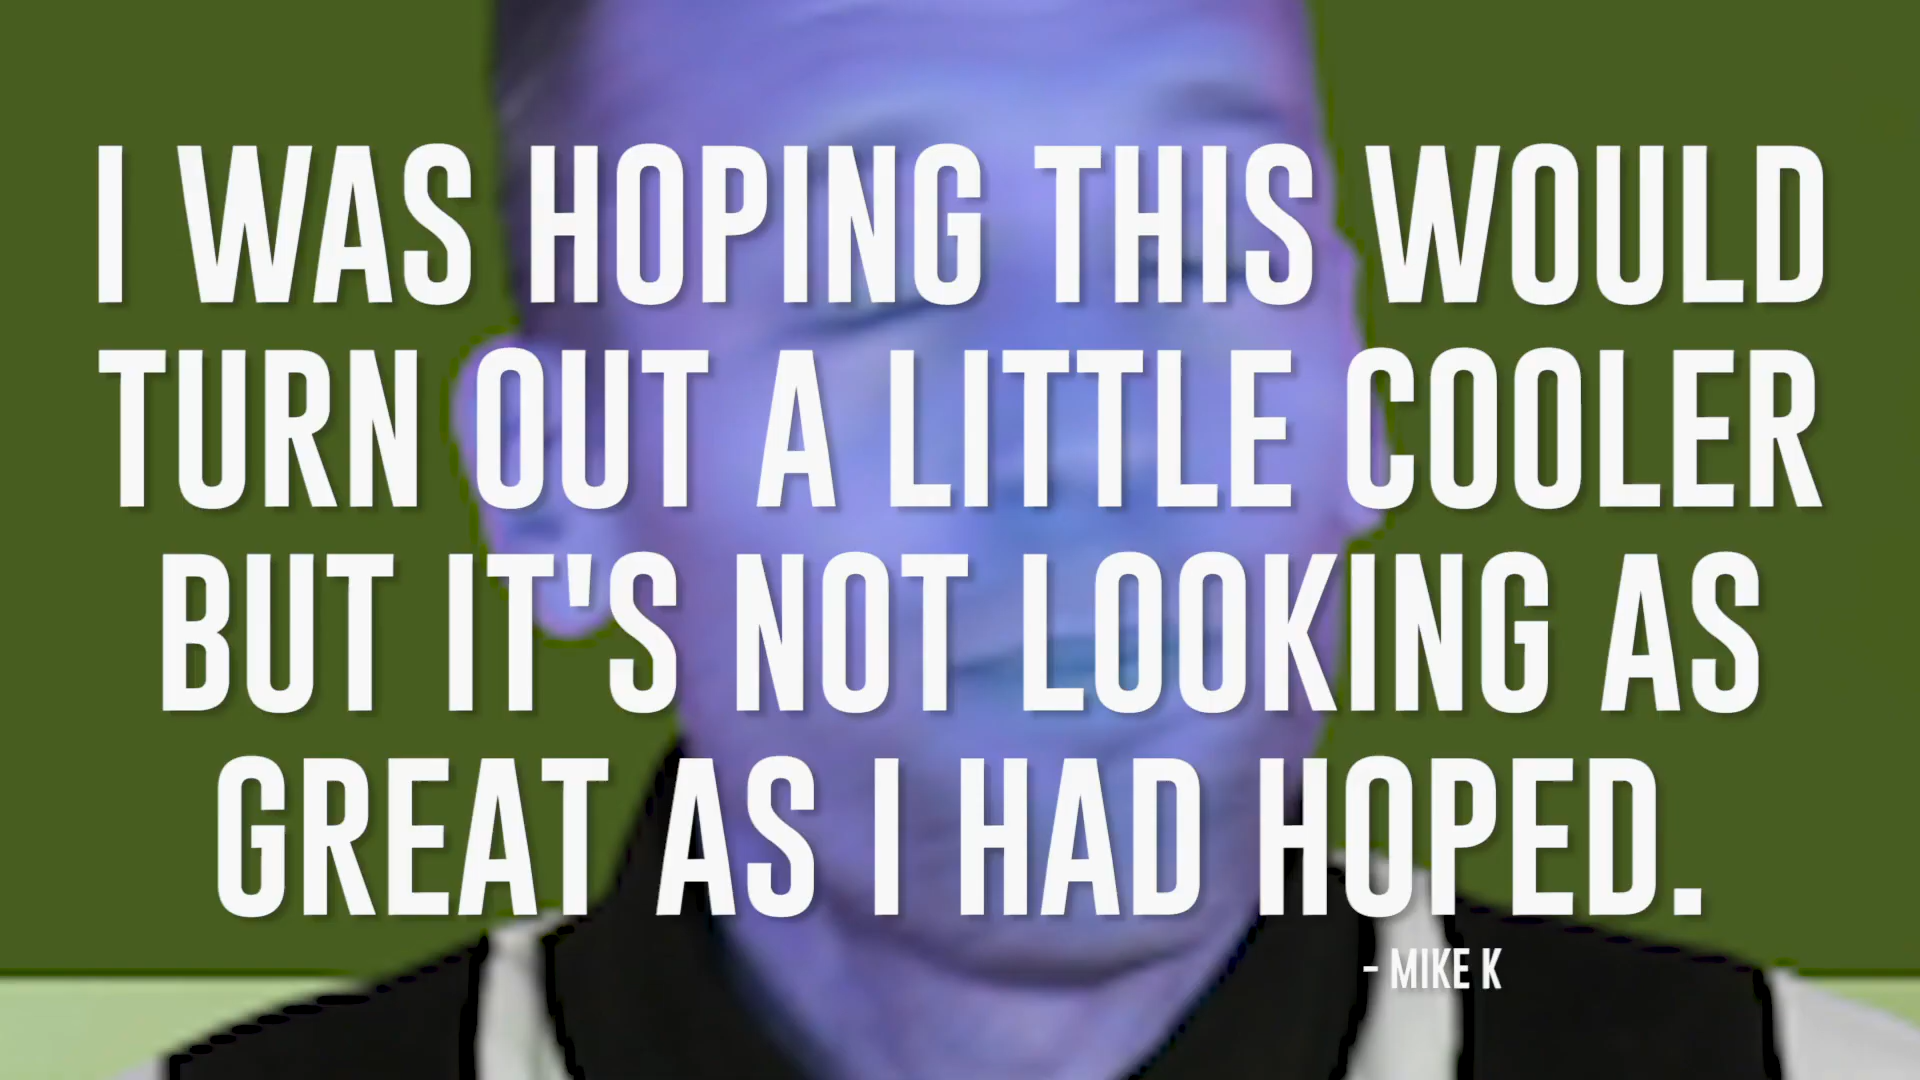 I WAS HOPING THIS WOULD
TURN OUT A LITTLE COOLER
BUT IT'S NOT LOOKING AS
GREAT AS I HAD HOPED.
- MIKE K